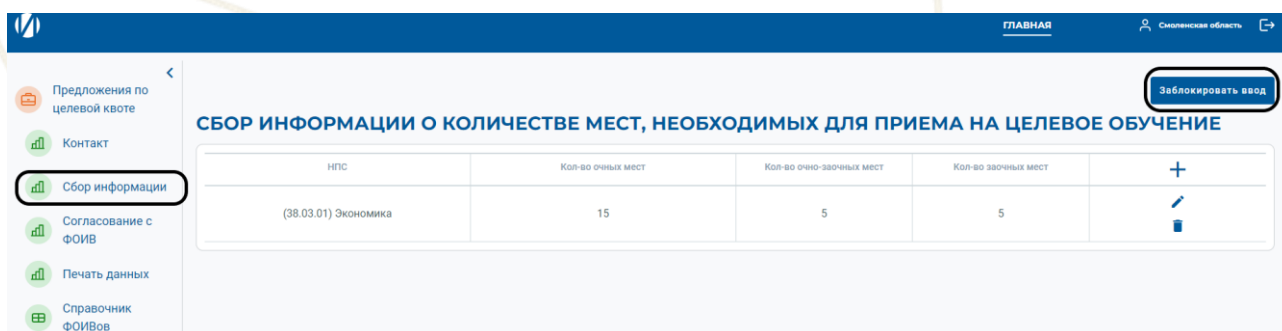 ГЛАВНАЯ
Смоленская область
Предложения по
целевой квоте
Контакт
Сбор информации
Согласование с
ФОИВ
Печать данных
Справочник
ФОИВов
Заблокировать ввод
СБОР ИНФОРМАЦИИ О КОЛИЧЕСТВЕ МЕСТ, НЕОБХОДИМЫХ ДЛЯ ПРИЕМА НА ЦЕЛЕВОЕ ОБУЧЕНИЕ
НПС Кол-во очных мест Кол-во очно-заочных мест Кол-во заочных мест
(38.03.01) Экономика 15 5 5